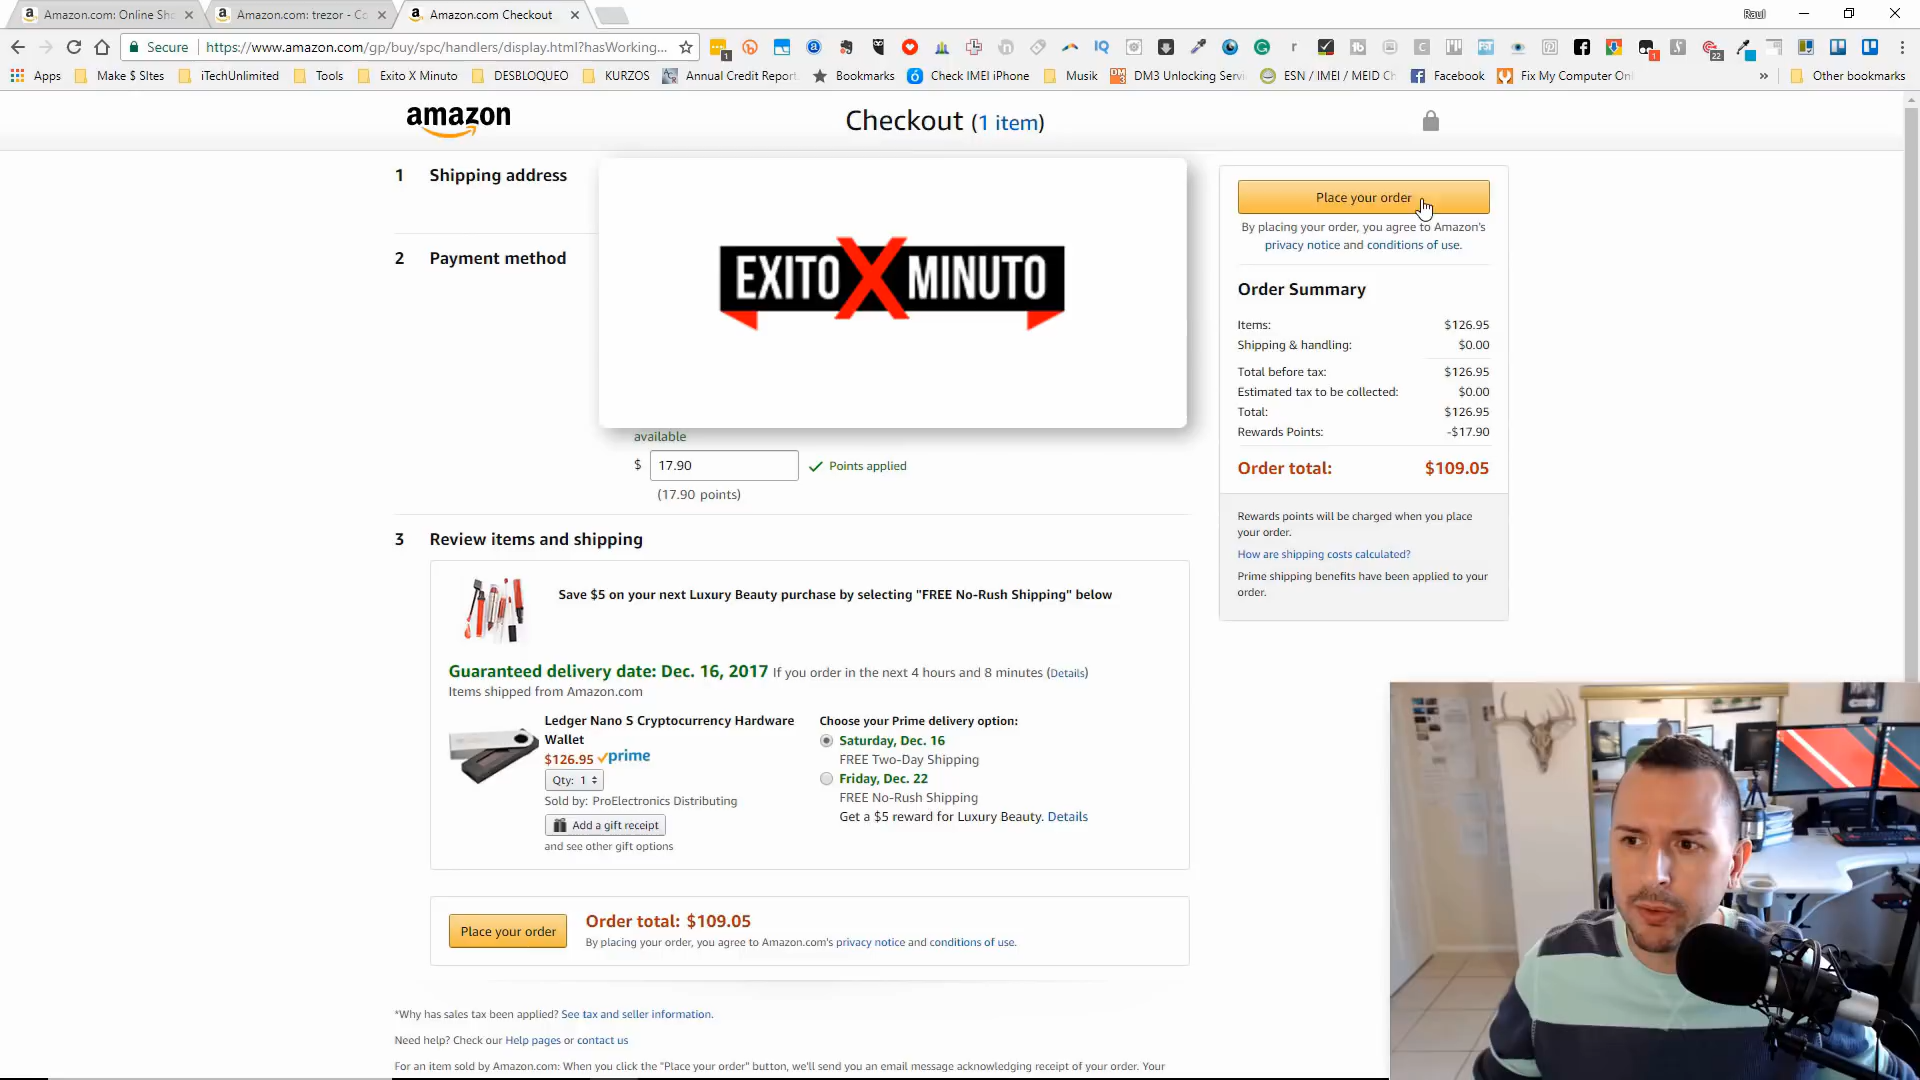 Amazon.com: Online Sho
Amazon.com: trezor - Co
Amazon.com Checkout
Raul
Secure
https://www.amazon.com/gp/buy/spc/handlers/display.html?hasWorking...
Apps
Make $ SItes
iTechUnlimited
Tools
Exito X Minuto
DESBLOQUEO
KURZOS
Annual Credit Report.
Bookmarks
Check IMEI iPhone
Musik
DM3 Unlocking Servi
ESN / IMEI / MEID Ch
Facebook
Fix My Computer Onl
»
Other bookmarks
amazon
Checkout (1 item)
1 Shipping address
2 Payment method
EXITO X MINUTO
available
$ 17.90
Points applied
(17.90 points)
Place your order
By placing your order, you agree to Amazon's
privacy notice and conditions of use.
Order Summary
Items: $126.95
Shipping & handling: $0.00
Total before tax: $126.95
Estimated tax to be collected: $0.00
Total: $126.95
Rewards Points: -$17.90
Order total: $109.05
Rewards points will be charged when you place
your order.
How are shipping costs calculated?
Prime shipping benefits have been applied to your
order.
3 Review items and shipping
Save $5 on your next Luxury Beauty purchase by selecting "FREE No-Rush Shipping" below
Guaranteed delivery date: Dec. 16, 2017 If you order in the next 4 hours and 8 minutes (Details)
Items shipped from Amazon.com
Ledger Nano S Cryptocurrency Hardware
Wallet
$126.95 prime
Qty: 1
Sold by: ProElectronics Distributing
Add a gift receipt
and see other gift options
Choose your Prime delivery option:
Saturday, Dec. 16
FREE Two-Day Shipping
Friday, Dec. 22
FREE No-Rush Shipping
Get a $5 reward for Luxury Beauty. Details
Place your order
Order total: $109.05
By placing your order, you agree to Amazon.com's privacy notice and conditions of use.
*Why has sales tax been applied? See tax and seller information.
Need help? Check our Help pages or contact us
For an item sold by Amazon.com: When you click the "Place your order" button, we'll send you an email message acknowledging receipt of your order. Your